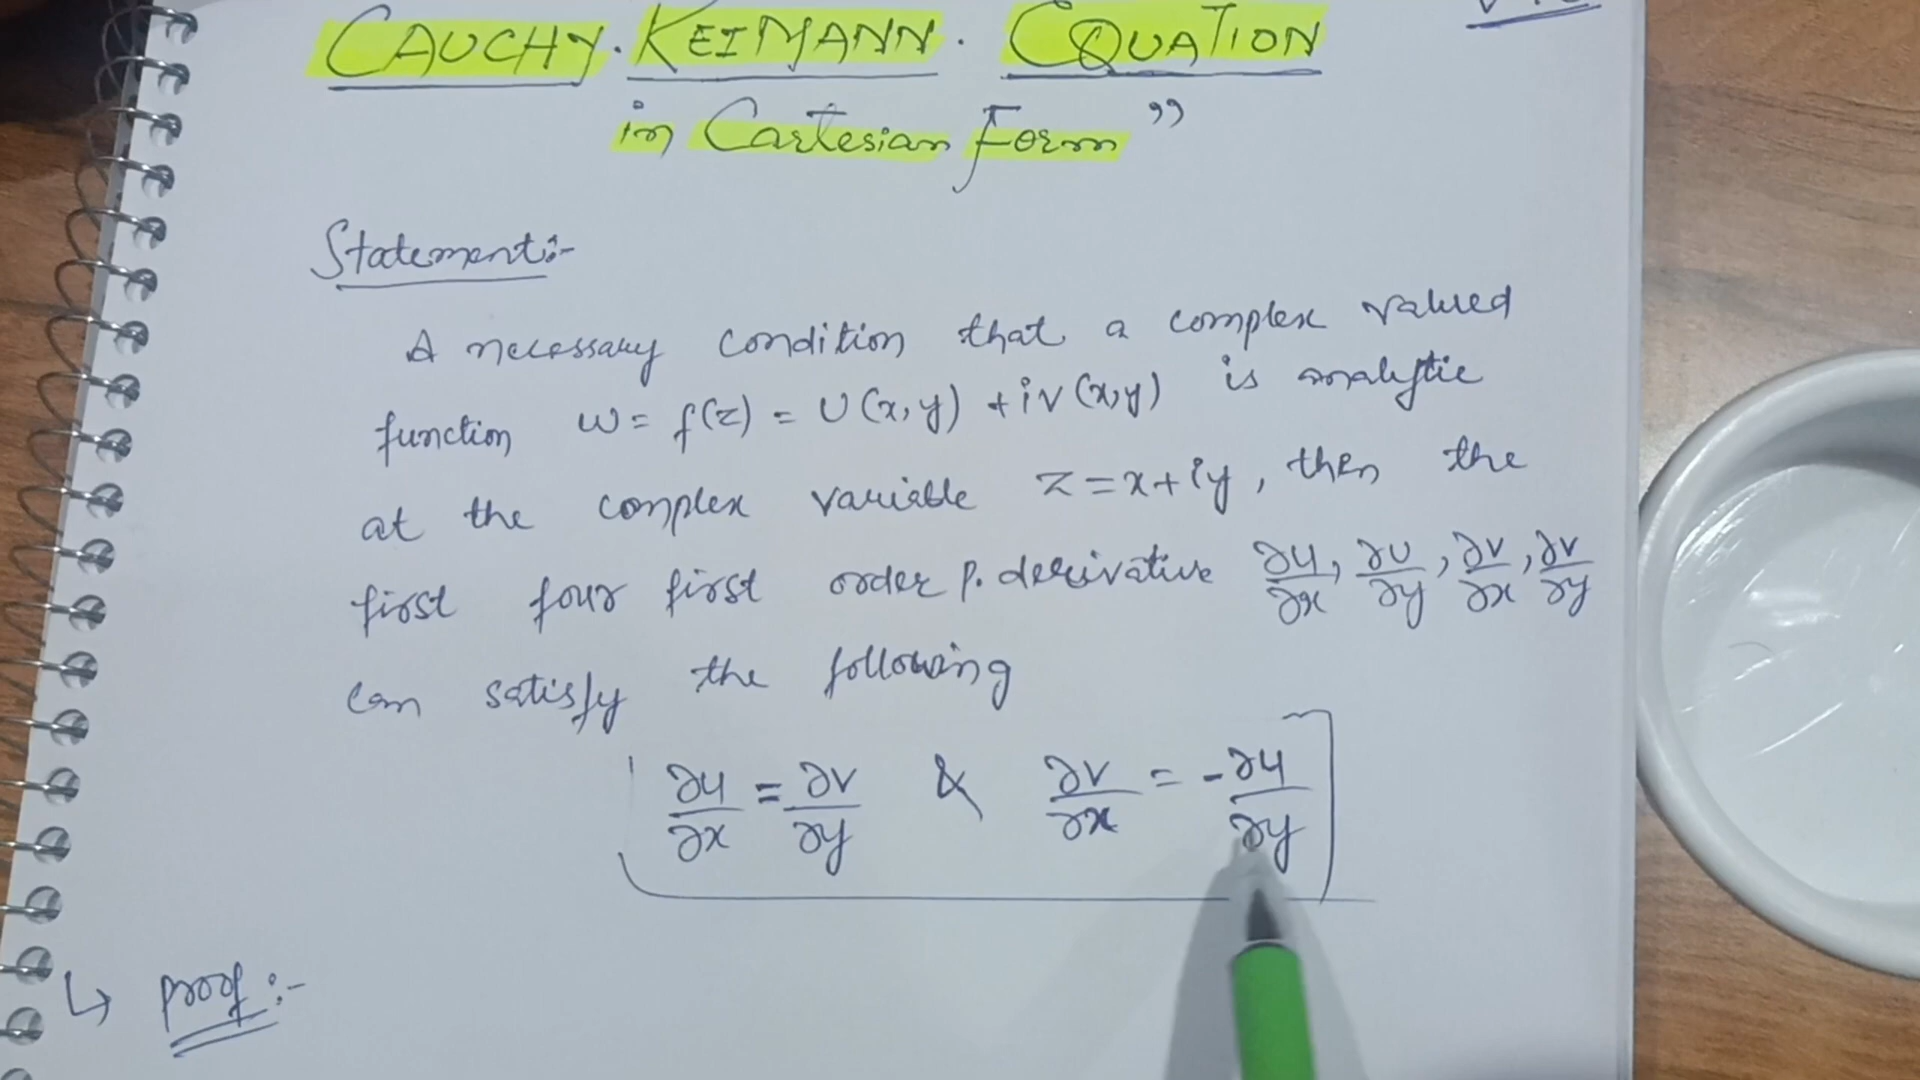 CAUCHY. REIMANN. EQUATION
in Cartesian Form"
Statement:-
A necessary condition that a complex valued
function w = f(z) = U(x,y) + iv(x,y) is analytic
at the complex variable z = x + iy, then the
first four first order p. derivative ∂u/∂x, ∂u/∂y, ∂v/∂x, ∂v/∂y
can satisfy the following
∂u/∂x = ∂v/∂y & ∂v/∂x = -∂u/∂y
↳ proof:-